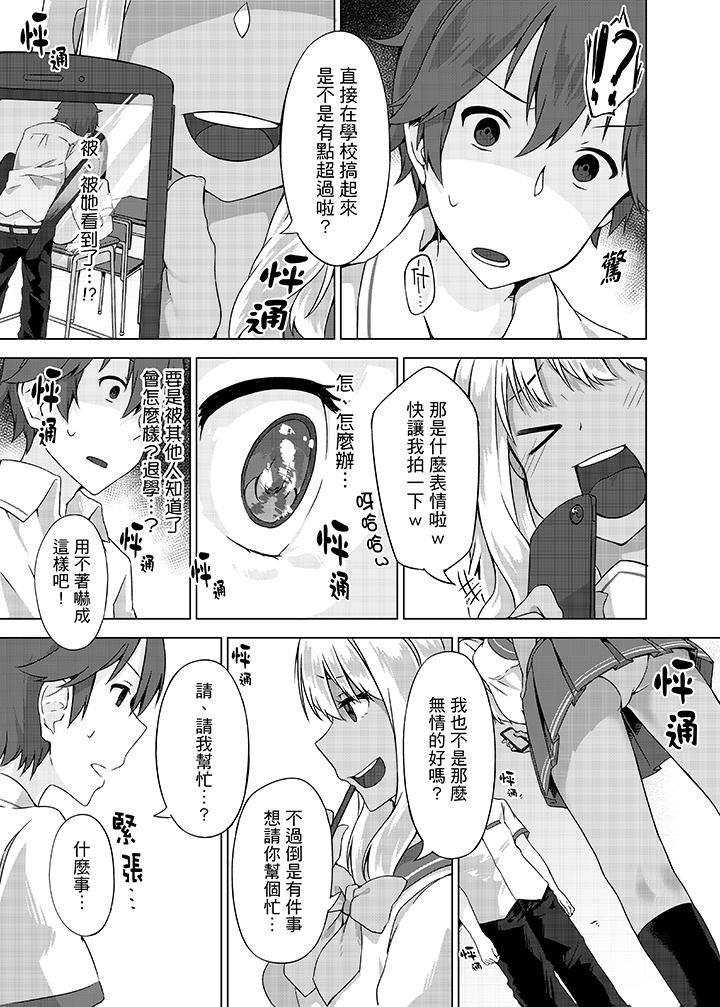 !?
驚
汗…
直接在學校搞起來
是不是有點超過啦？
怦通
怦通
被、被她看到了…!?
那是什麼表情啦w
快讓我拍一下w
呀哈哈
怎、怎麼辦…
怦通
要是被其他人知道了
會怎麼樣？退學…？
怦通
怦通
用不著嚇成
這樣吧！
怦通
我也不是那麼
無情的好嗎？
怦通
怦通
不過倒是有件事
想請你幫個忙…
怦通
請、請我幫忙…？
緊張…
什麼事…